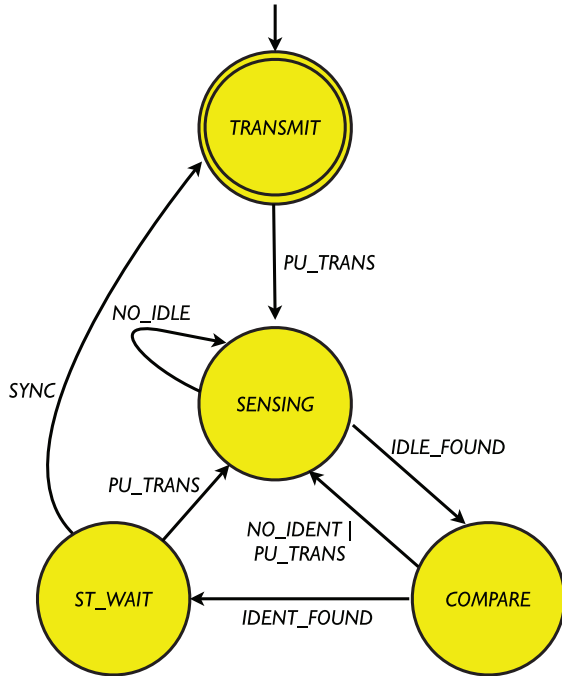 TRANSMIT
PU_TRANS
NO_IDLE
SYNC
SENSING
IDLE_FOUND
PU_TRANS
NO_IDENT |
PU_TRANS
ST_WAIT
IDENT_FOUND
COMPARE